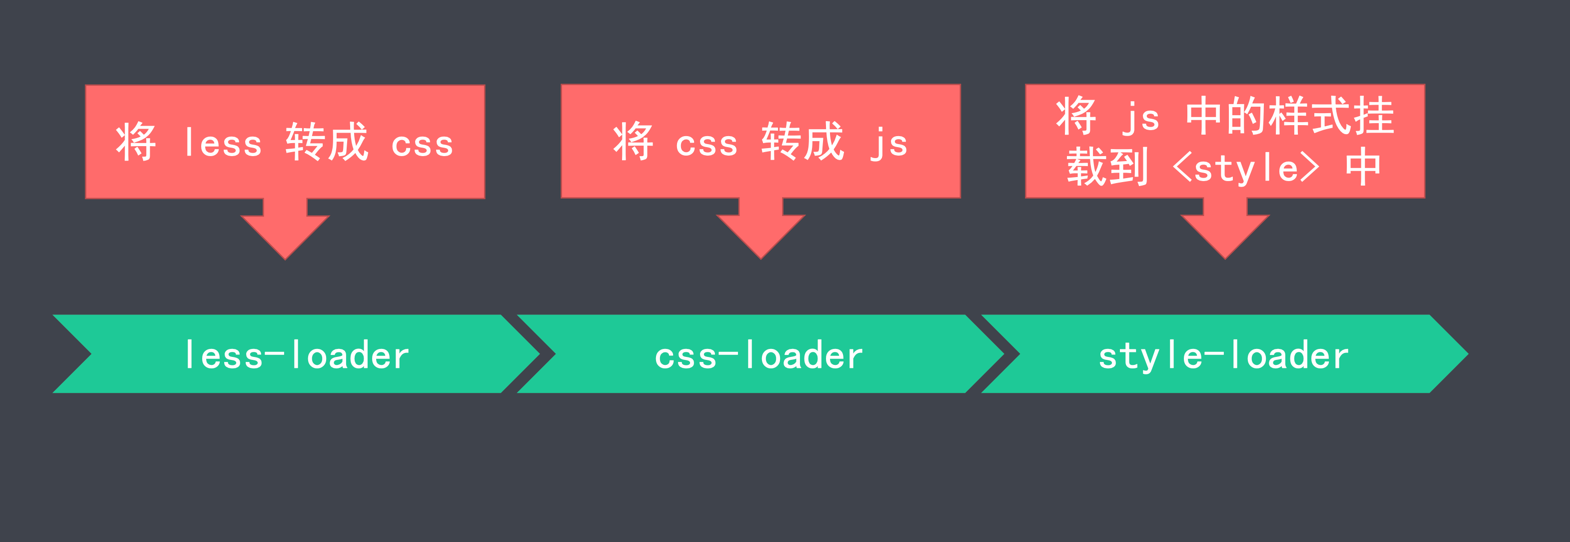 将 less 转成 css
将 css 转成 js
将 js 中的样式挂
载到 <style> 中
less-loader
css-loader
style-loader